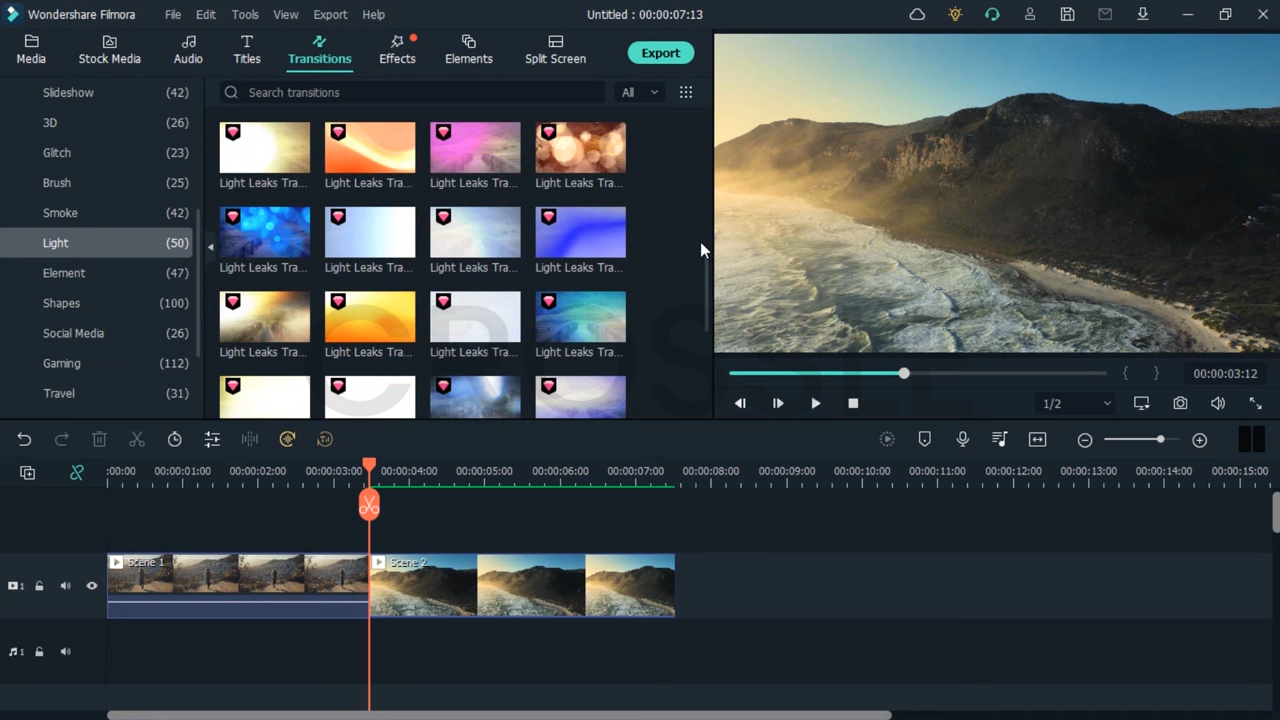 Wondershare Filmora File Edit Tools View Export Help Untitled : 00:00:07:13
Media Stock Media Audio Titles Transitions Effects Elements Split Screen Export
Search transitions All
Slideshow (42)
3D (26)
Glitch (23)
Brush (25)
Smoke (42)
Light (50)
Element (47)
Shapes (100)
Social Media (26)
Gaming (112)
Travel (31)
Light Leaks Tra... Light Leaks Tra... Light Leaks Tra... Light Leaks Tra...
Light Leaks Tra... Light Leaks Tra... Light Leaks Tra... Light Leaks Tra...
Light Leaks Tra... Light Leaks Tra... Light Leaks Tra... Light Leaks Tra...
{ } 00:00:03:12
1/2
:00:00 00:00:01:00 00:00:02:00 00:00:03:00 00:00:04:00 00:00:05:00 00:00:06:00 00:00:07:00 00:00:08:00 00:00:09:00 00:00:10:00 00:00:11:00 00:00:12:00 00:00:13:00 00:00:14:00 00:00:15:00
Scene 1 Scene 2
1
1